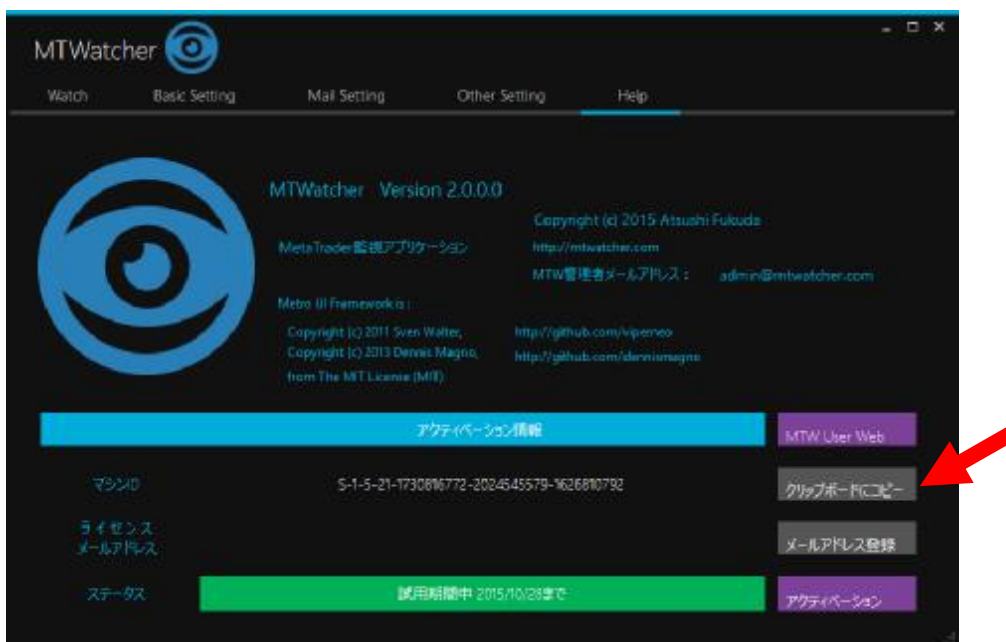 MTWatcher
Watch Basic Setting Mail Setting Other Setting Help
MTWatcher Version 2.0.0.0
Copyright (c) 2015 Atsushi Fukuda
MetaTrader監視アプリケーション http://mtwatcher.com
MTW管理者メールアドレス： admin@mtwatcher.com
Metro UI Framework is :
Copyright (c) 2011 Sven Walter, http://github.com/viperneo
Copyright (c) 2013 Dennis Magno, http://github.com/dennismagno
from The MIT License (MIT)
アクティベーション情報 MTW User Web
マシンID S-1-5-21-1730816772-2024545579-1626810792 クリップボードにコピー
ライセンス
メールアドレス メールアドレス登録
ステータス 試用期間中 2015/10/28まで アクティベーション